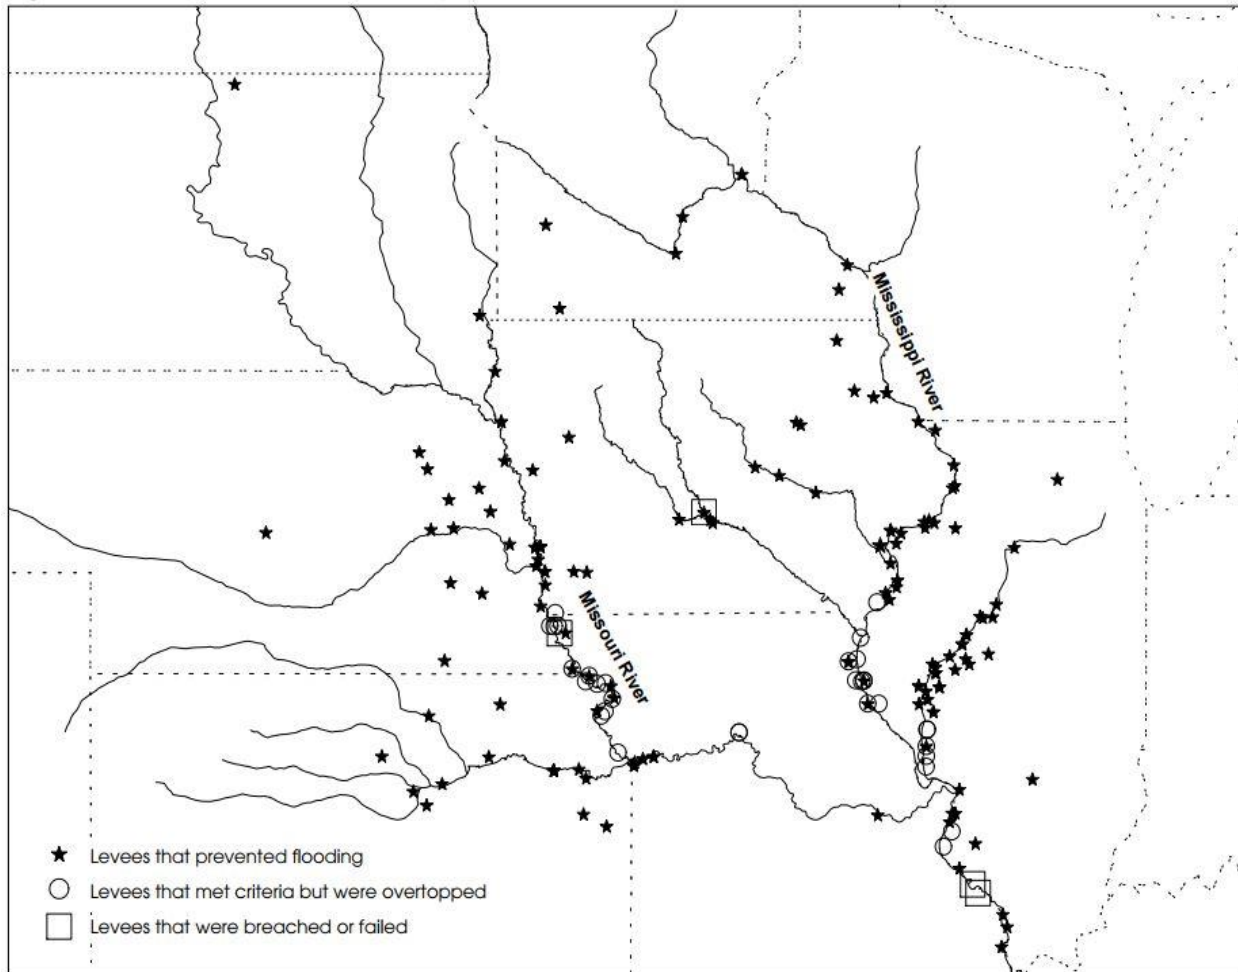 Mississippi River
Missouri River
Levees that prevented flooding
Levees that met criteria but were overtopped
Levees that were breached or failed